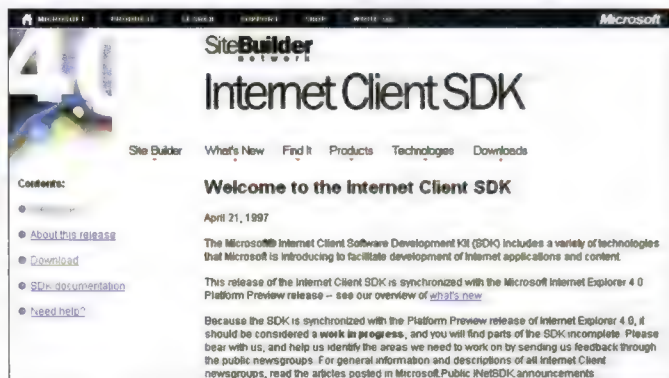 MICROSOFT PRODUCTS SEARCH SUPPORT SHOP WRITE US Microsoft
4.0
SiteBuilder
network
Internet Client SDK
Site Builder What's New Find It Products Technologies Downloads
Contents:
About this release
Download
SDK documentation
Need help?
Welcome to the Internet Client SDK
April 21, 1997
The Microsoft® Internet Client Software Development Kit (SDK) includes a variety of technologies
that Microsoft is introducing to facilitate development of Internet applications and content.
This release of the Internet Client SDK is synchronized with the Microsoft Internet Explorer 4.0
Platform Preview release -- see our overview of what's new
Because the SDK is synchronized with the Platform Preview release of Internet Explorer 4.0, it
should be considered a work in progress, and you will find parts of the SDK incomplete. Please
bear with us, and help us identify the areas we need to work on by sending us feedback through
the public newsgroups. For general information and descriptions of all Internet Client
newsgroups, read the articles posted in Microsoft.Public.INetSDK.announcements